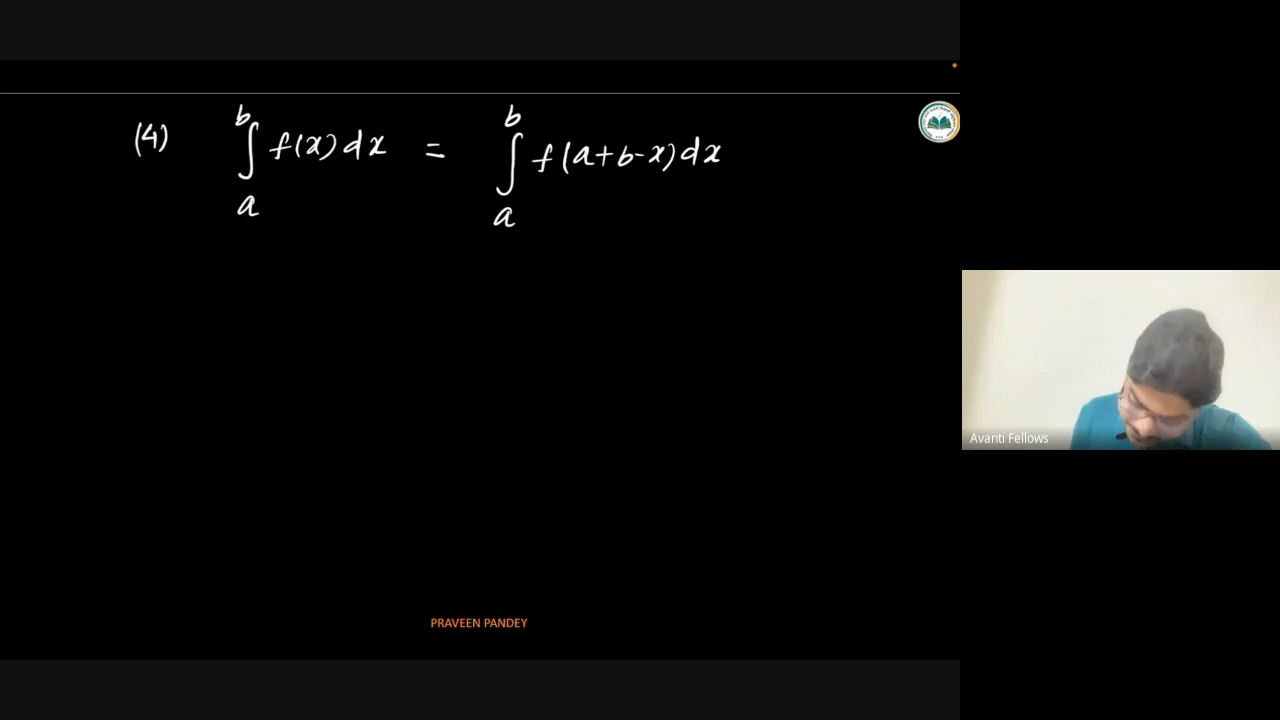 (4) ∫_a^b f(x) dx = ∫_a^b f(a+b-x) dx
Avanti Fellows
PRAVEEN PANDEY